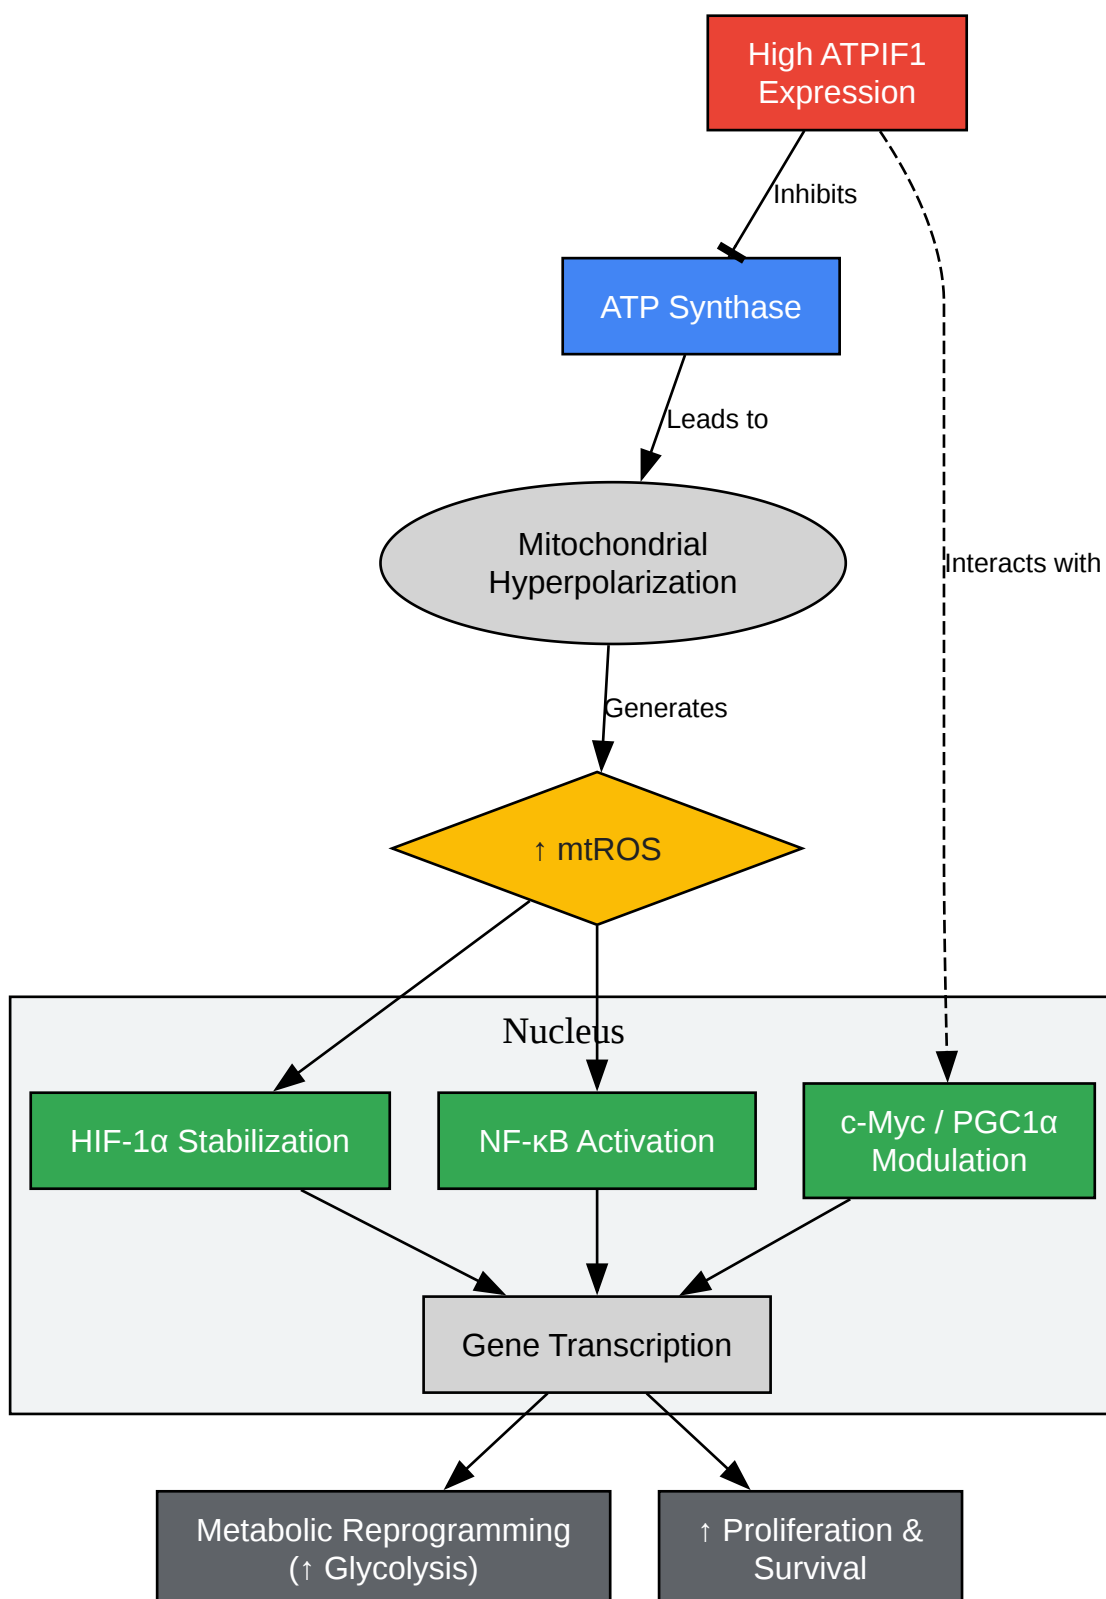 High ATPIF1
Expression
Inhibits
ATP Synthase
Leads to
Mitochondrial
Hyperpolarization
Interacts with
Generates
↑ mtROS
Nucleus
HIF-1α Stabilization
NF-κB Activation
c-Myc / PGC1α
Modulation
Gene Transcription
Metabolic Reprogramming
(↑ Glycolysis)
↑ Proliferation &
Survival